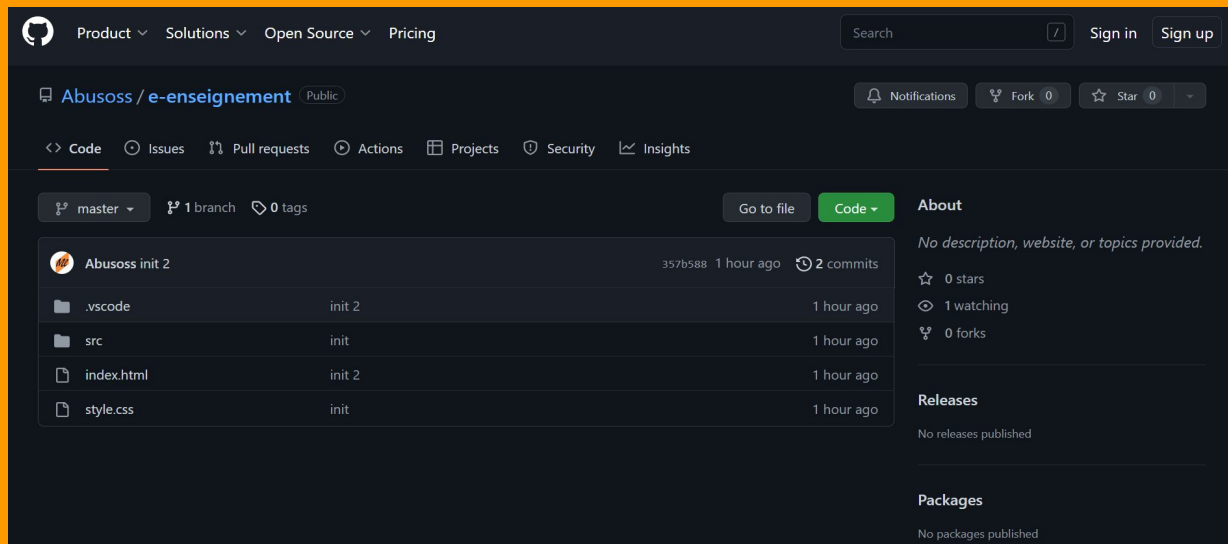 Product Solutions Open Source Pricing Search / Sign in Sign up
Abusoss / e-enseignement Public Notifications Fork 0 Star 0
Code Issues Pull requests Actions Projects Security Insights
master 1 branch 0 tags Go to file Code
Abusoss init 2 357b588 1 hour ago 2 commits
.vscode init 2 1 hour ago
src init 1 hour ago
index.html init 2 1 hour ago
style.css init 1 hour ago
About
No description, website, or topics provided.
0 stars
1 watching
0 forks
Releases
No releases published
Packages
No packages published